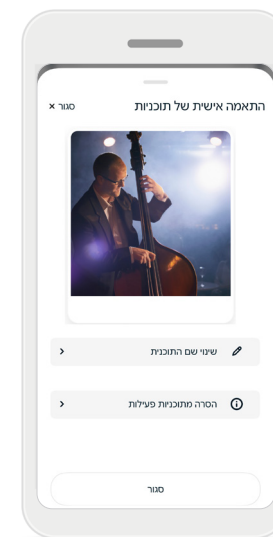 התאמה אישית של תוכניות
סגור ×
שינוי שם התוכנית
הסרה מתוכניות פעילות
סגור